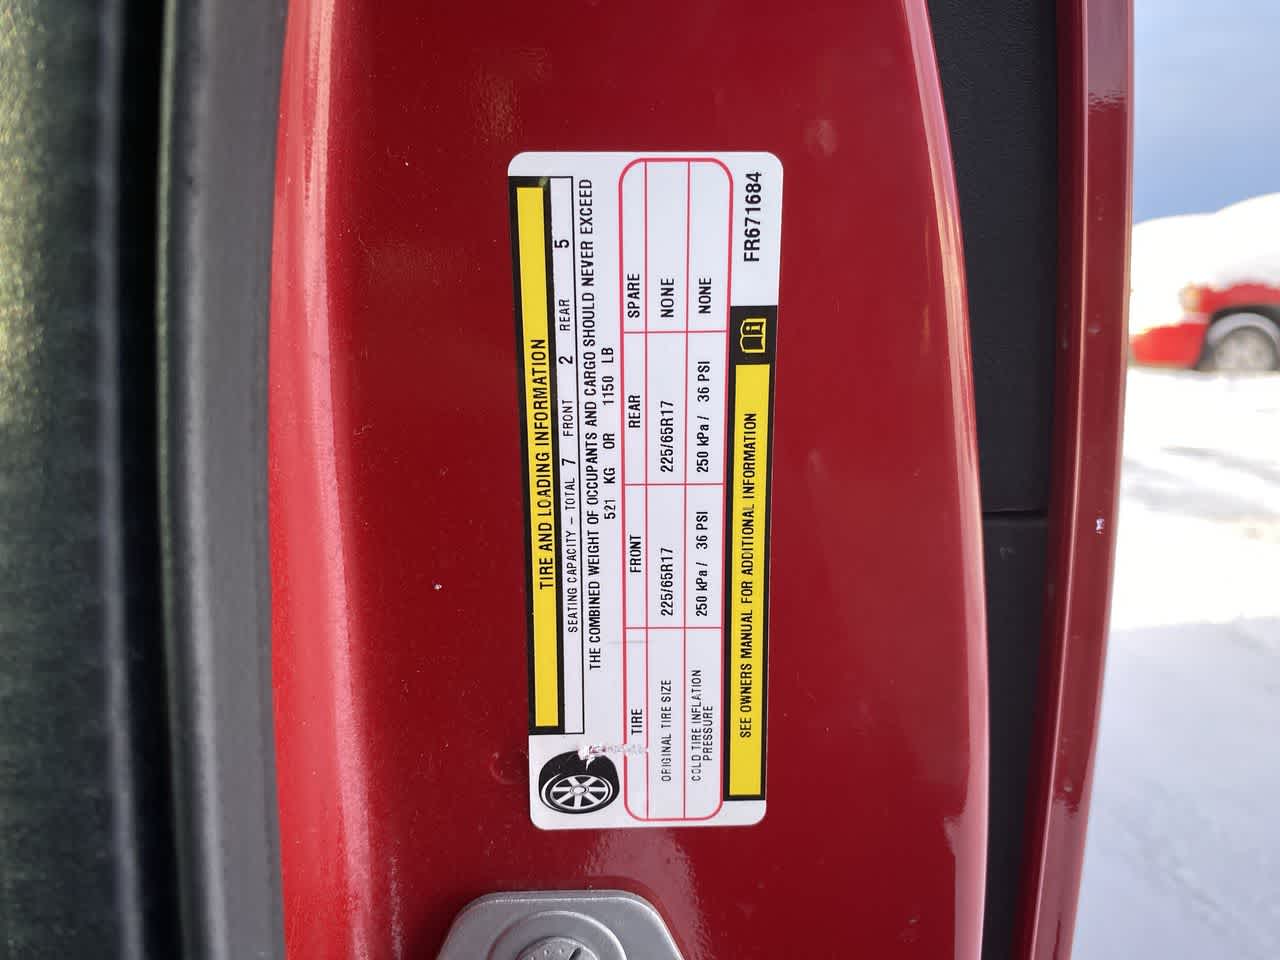 TIRE AND LOADING INFORMATION
SEATING CAPACITY - TOTAL 7 FRONT 2 REAR 5
THE COMBINED WEIGHT OF OCCUPANTS AND CARGO SHOULD NEVER EXCEED
521 KG OR 1150 LB
TIRE FRONT REAR SPARE
ORIGINAL TIRE SIZE 225/65R17 225/65R17 NONE
COLD TIRE INFLATION PRESSURE 250 kPa / 36 PSI 250 kPa / 36 PSI NONE
SEE OWNERS MANUAL FOR ADDITIONAL INFORMATION
FR671684